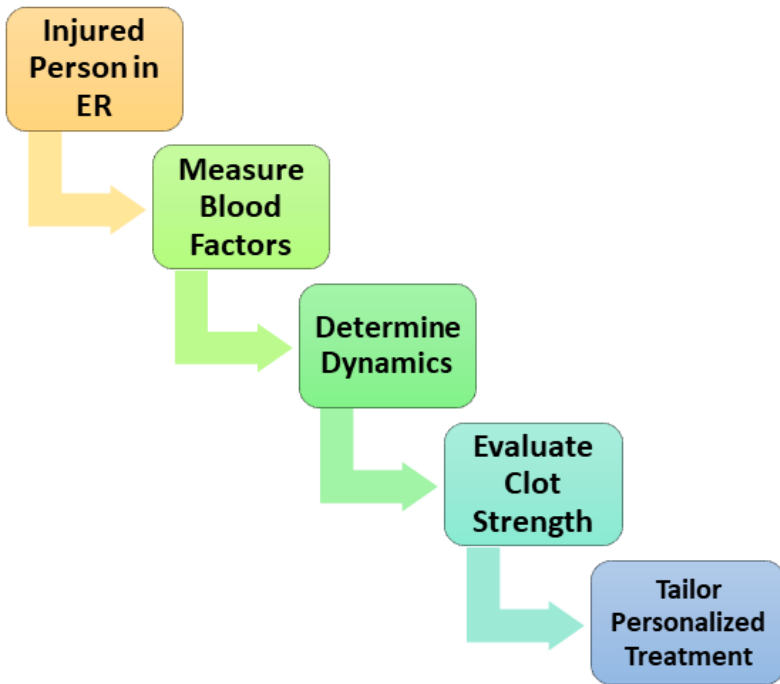 Injured
Person in
ER
Measure
Blood
Factors
Determine
Dynamics
Evaluate
Clot
Strength
Tailor
Personalized
Treatment